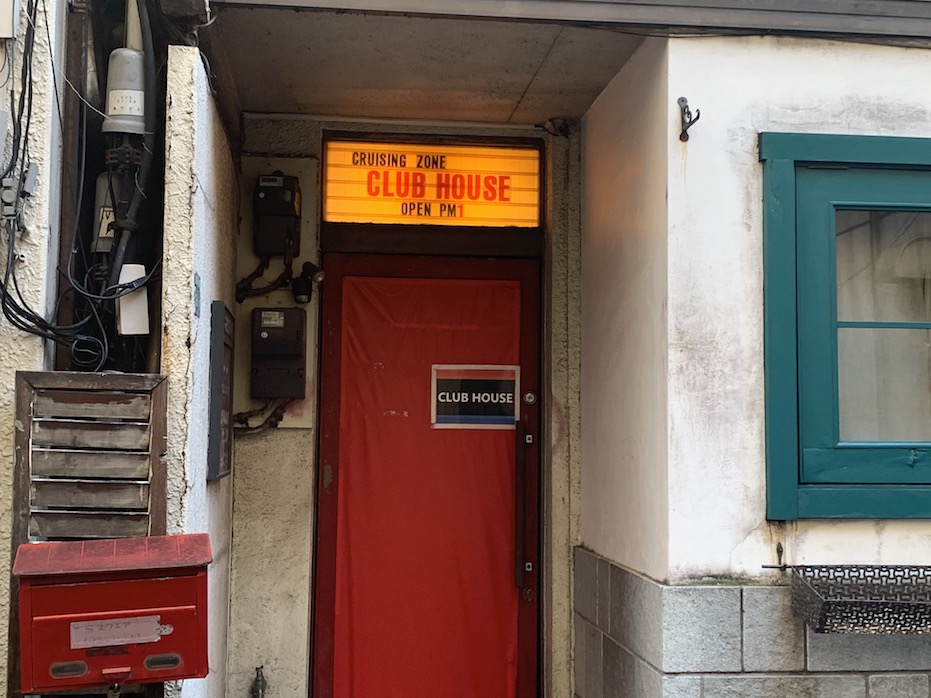 CRUISING ZONE
CLUB HOUSE
OPEN PM1
CLUB HOUSE